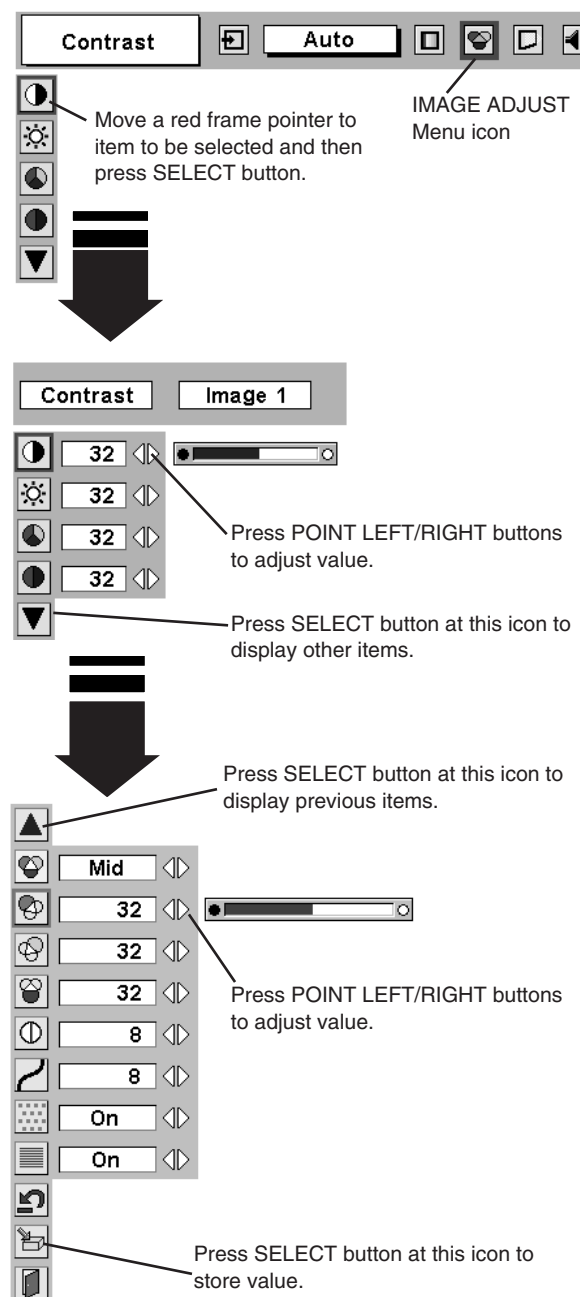 Contrast Auto
IMAGE ADJUST
Menu icon
Move a red frame pointer to
item to be selected and then
press SELECT button.
Contrast Image 1
32
32
32
32
Press POINT LEFT/RIGHT buttons
to adjust value.
Press SELECT button at this icon to
display other items.
Press SELECT button at this icon to
display previous items.
Mid
32
32
32
8
8
On
On
Press POINT LEFT/RIGHT buttons
to adjust value.
Press SELECT button at this icon to
store value.